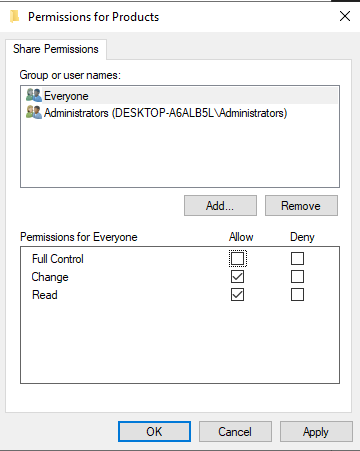 Permissions for Products
Share Permissions
Group or user names:
Everyone
Administrators (DESKTOP-A6ALB5L\Administrators)
Add... Remove
Permissions for Everyone Allow Deny
Full Control
Change
Read
OK Cancel Apply